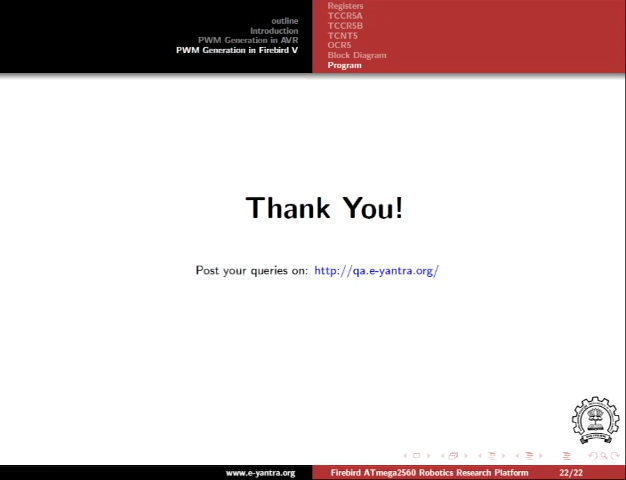 outline
Introduction
PWM Generation in AVR
PWM Generation in Firebird V
Registers
TCCR5A
TCCR5B
TCNT5
OCR5
Block Diagram
Program
Thank You!
Post your queries on: http://qa.e-yantra.org/
www.e-yantra.org
Firebird ATmega2560 Robotics Research Platform 22/22